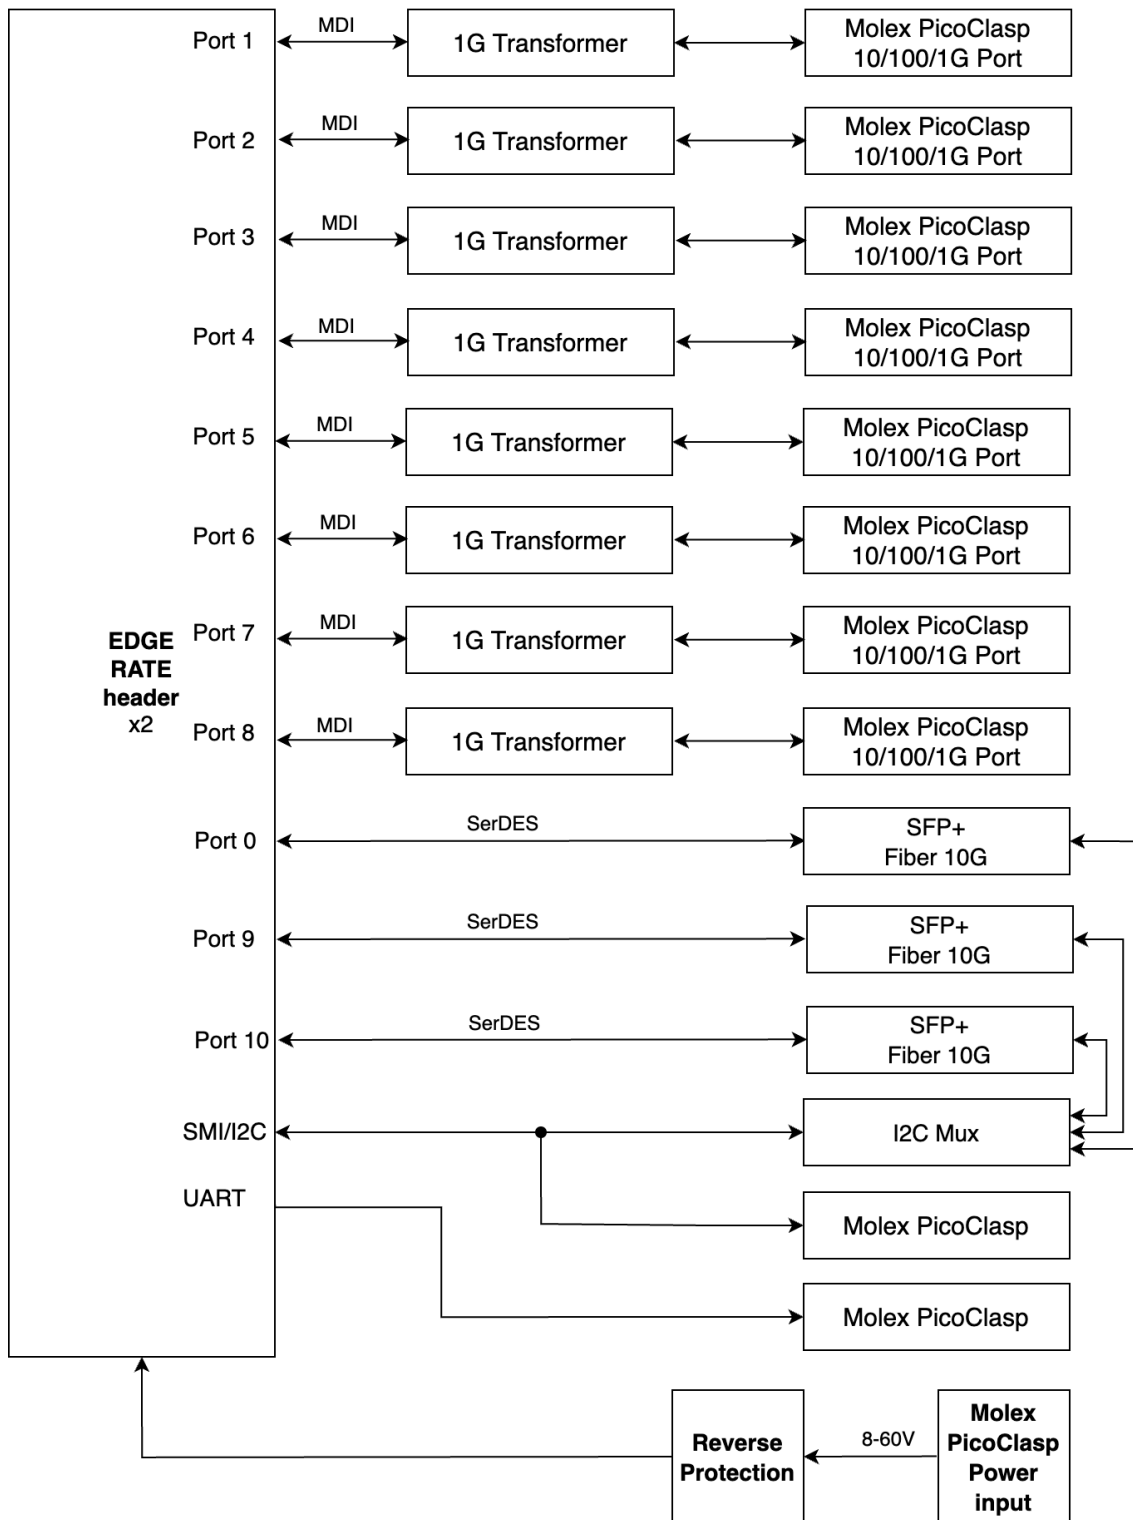 Port 1
MDI
1G Transformer
Molex PicoClasp
10/100/1G Port
Port 2
MDI
1G Transformer
Molex PicoClasp
10/100/1G Port
Port 3
MDI
1G Transformer
Molex PicoClasp
10/100/1G Port
Port 4
MDI
1G Transformer
Molex PicoClasp
10/100/1G Port
Port 5
MDI
1G Transformer
Molex PicoClasp
10/100/1G Port
Port 6
MDI
1G Transformer
Molex PicoClasp
10/100/1G Port
EDGE
RATE
header
x2
Port 7
MDI
1G Transformer
Molex PicoClasp
10/100/1G Port
Port 8
MDI
1G Transformer
Molex PicoClasp
10/100/1G Port
Port 0
SerDES
SFP+
Fiber 10G
Port 9
SerDES
SFP+
Fiber 10G
Port 10
SerDES
SFP+
Fiber 10G
SMI/I2C
I2C Mux
UART
Molex PicoClasp
Molex PicoClasp
Reverse
Protection
8-60V
Molex
PicoClasp
Power
input